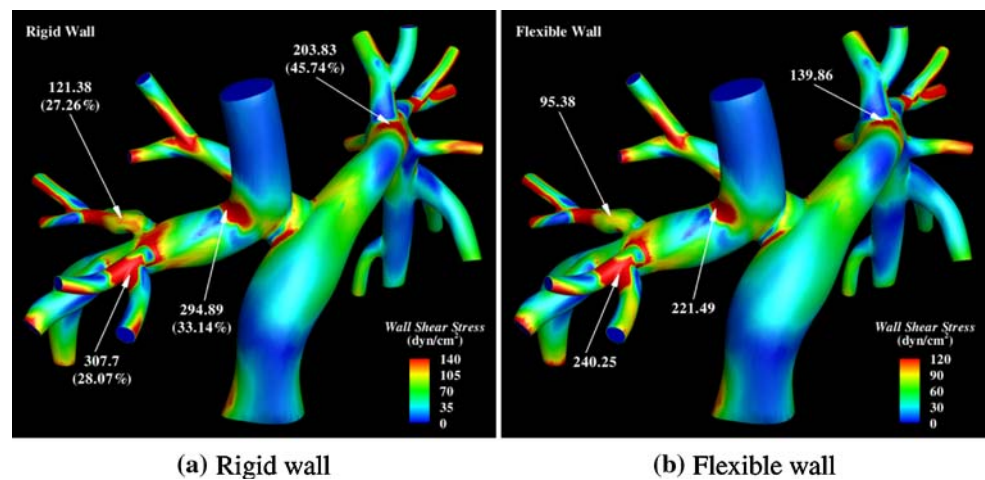 Rigid Wall
203.83
(45.74%)
121.38
(27.26%)
294.89
(33.14%)
307.7
(28.07%)
Wall Shear Stress
(dyn/cm²)
140
105
70
35
0
Flexible Wall
139.86
95.38
221.49
240.25
Wall Shear Stress
(dyn/cm²)
120
90
60
30
0
(a) Rigid wall
(b) Flexible wall